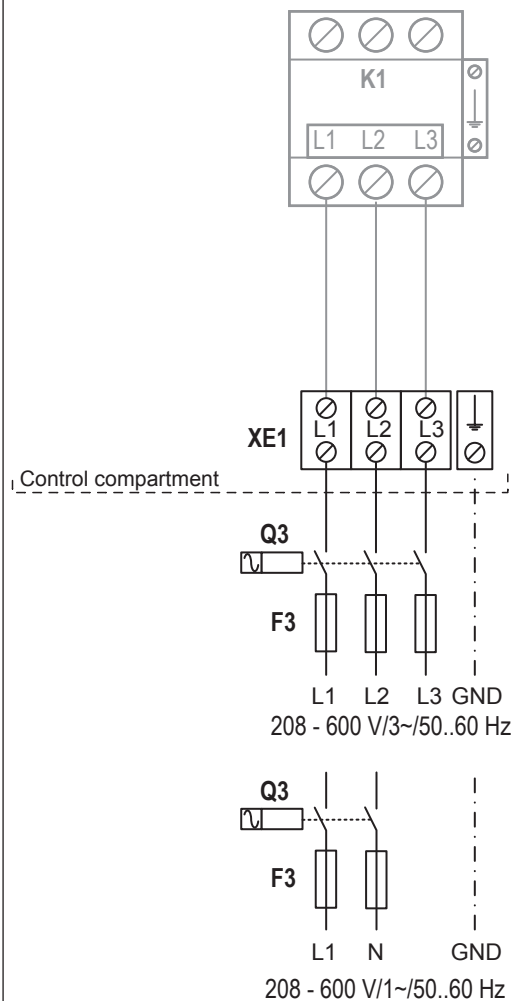 K1
L1 L2 L3
XE1
L1 L2 L3
Control compartment
Q3
F3
L1 L2 L3 GND
208 - 600 V/3~/50..60 Hz
Q3
F3
L1 N GND
208 - 600 V/1~/50..60 Hz